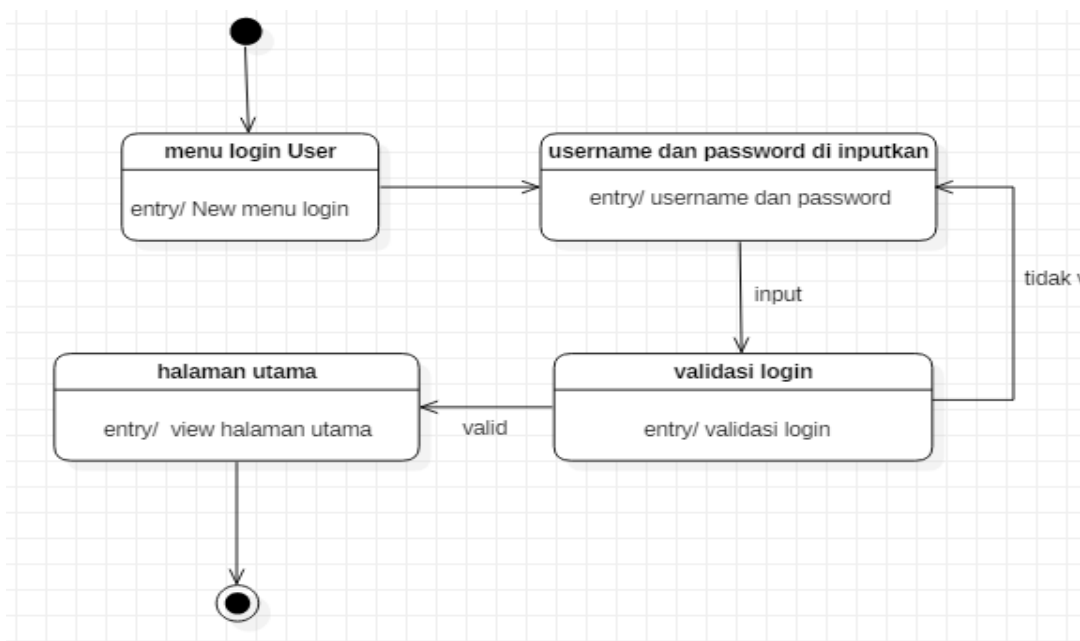 menu login User
entry/ New menu login
username dan password di inputkan
entry/ username dan password
input
tidak
halaman utama
entry/ view halaman utama
valid
validasi login
entry/ validasi login